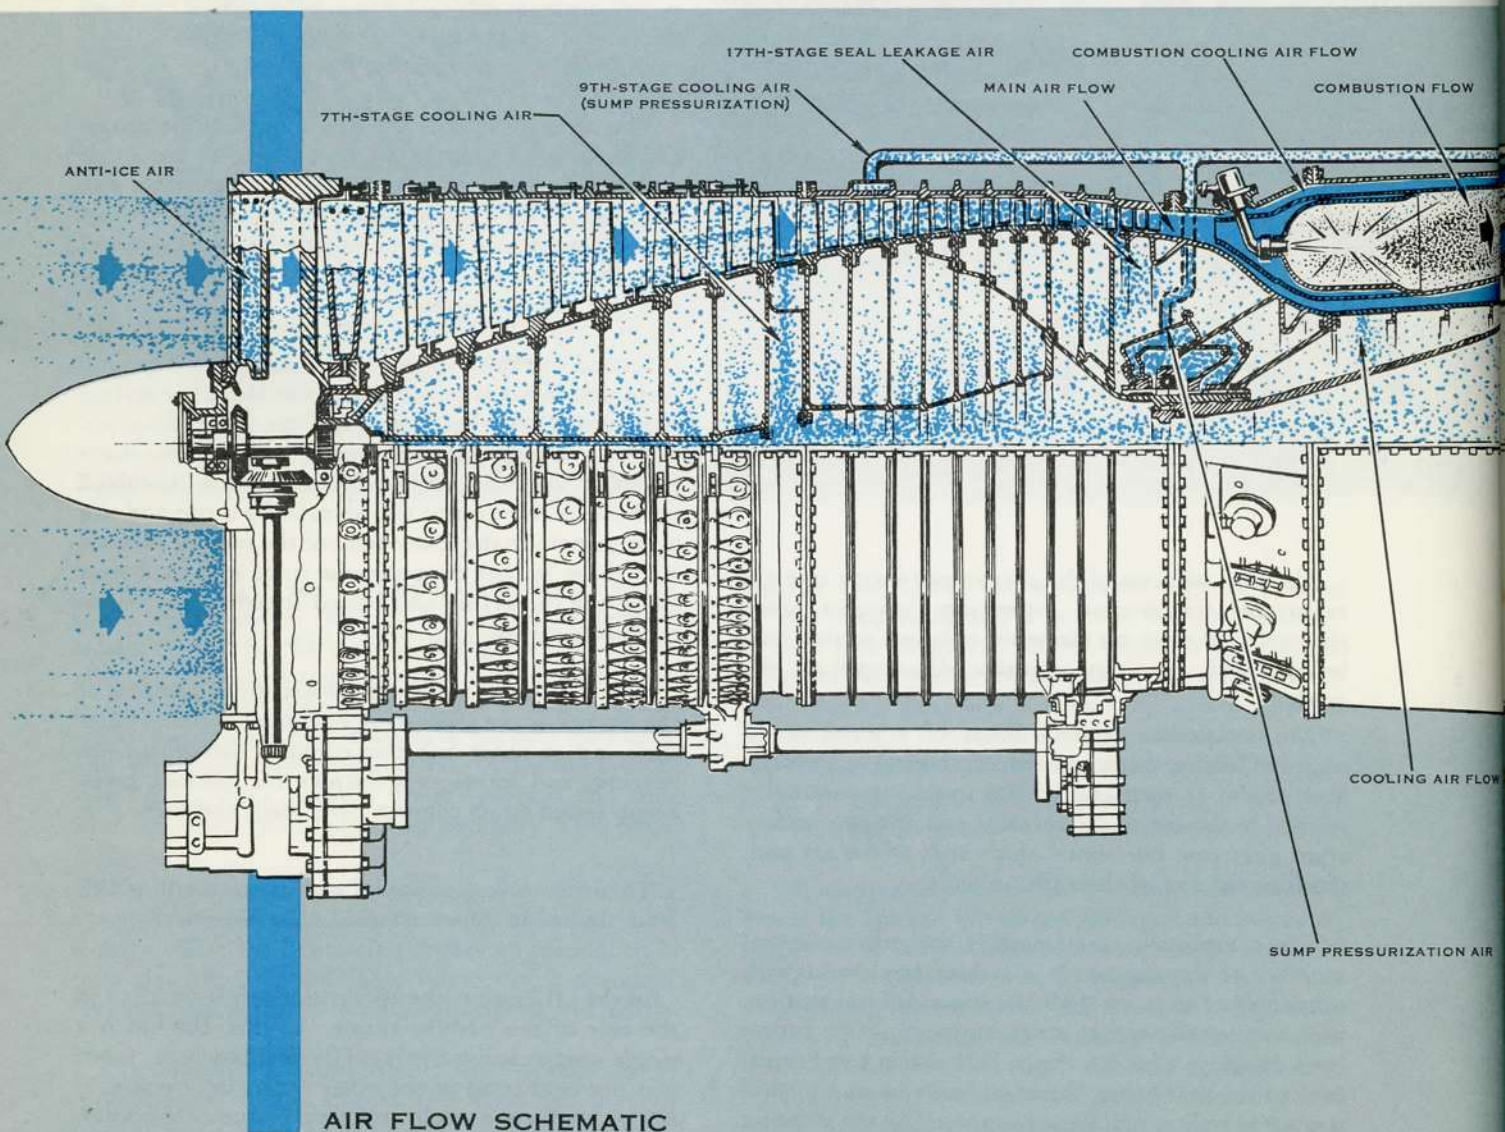 17TH-STAGE SEAL LEAKAGE AIR
COMBUSTION COOLING AIR FLOW
9TH-STAGE COOLING AIR
(SUMP PRESSURIZATION)
MAIN AIR FLOW
COMBUSTION FLOW
7TH-STAGE COOLING AIR
ANTI-ICE AIR
COOLING AIR FLOW
SUMP PRESSURIZATION AIR
AIR FLOW SCHEMATIC